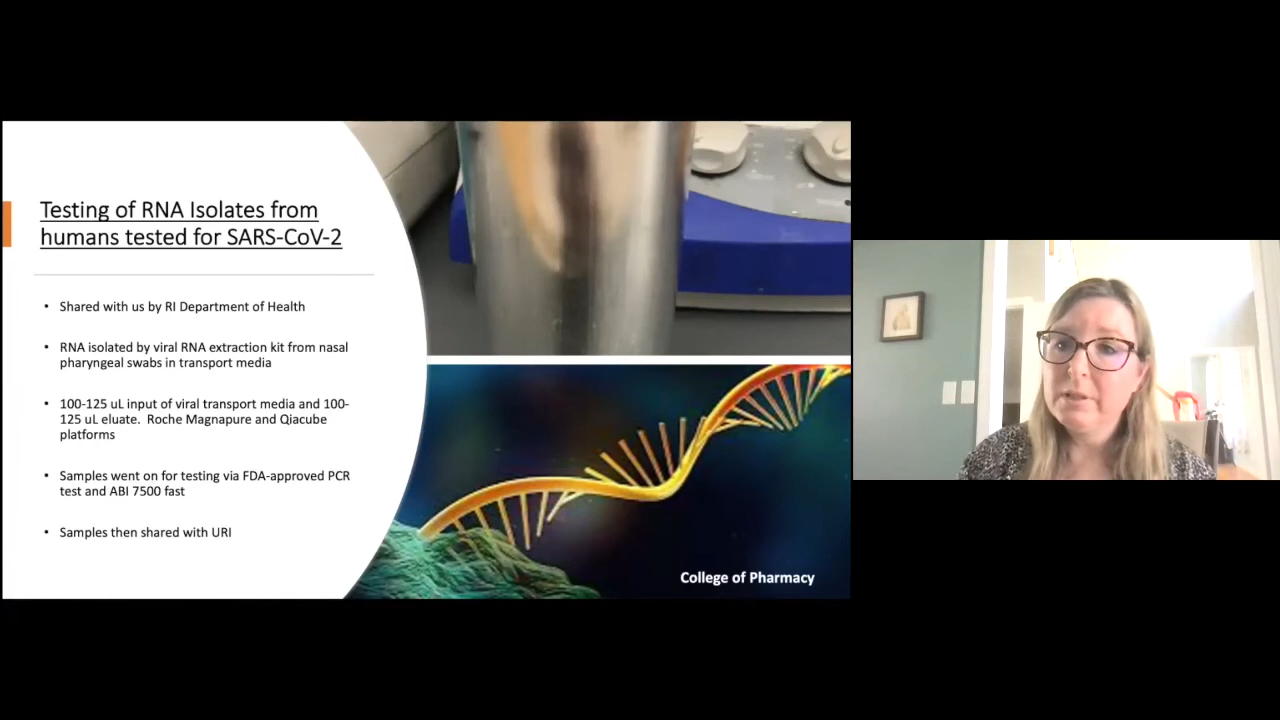 Testing of RNA Isolates from
humans tested for SARS-CoV-2
• Shared with us by RI Department of Health
• RNA isolated by viral RNA extraction kit from nasal
pharyngeal swabs in transport media
• 100-125 uL input of viral transport media and 100-
125 uL eluate. Roche Magnapure and Qiacube
platforms
• Samples went on for testing via FDA-approved PCR
test and ABI 7500 fast
• Samples then shared with URI
College of Pharmacy